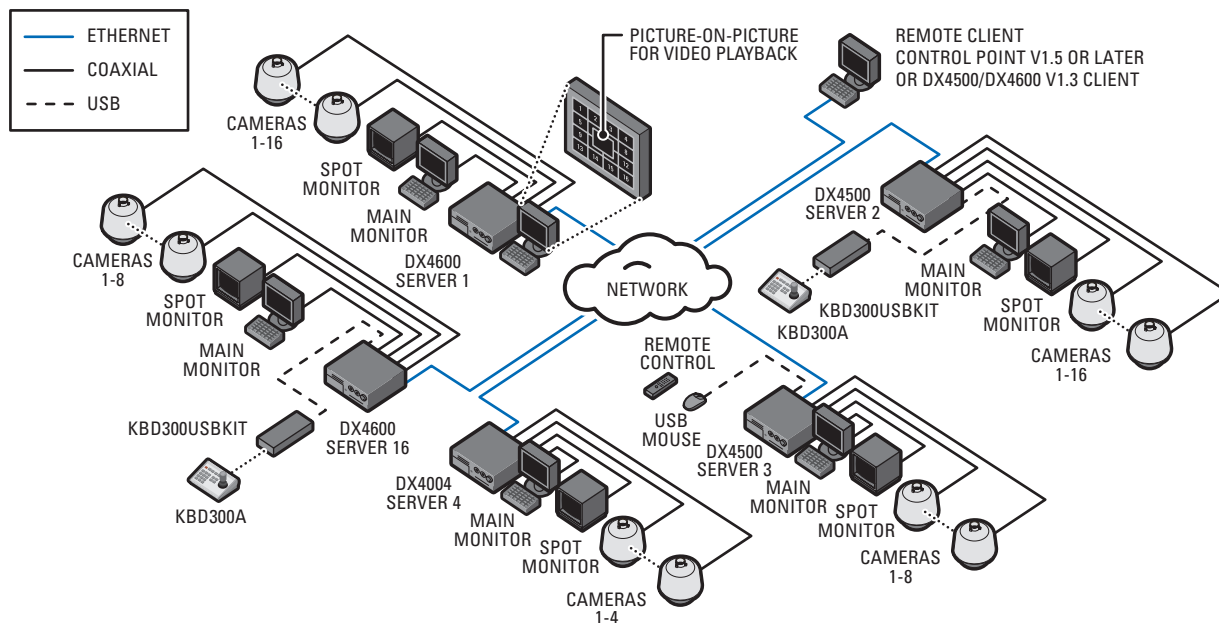 ETHERNET
COAXIAL
USB
PICTURE-ON-PICTURE
FOR VIDEO PLAYBACK
REMOTE CLIENT
CONTROL POINT V1.5 OR LATER
OR DX4500/DX4600 V1.3 CLIENT
CAMERAS
1-16
SPOT
MONITOR
MAIN
MONITOR
DX4600
SERVER 1
CAMERAS
1-8
SPOT
MONITOR
MAIN
MONITOR
KBD300USBKIT
DX4600
SERVER 16
KBD300A
NETWORK
DX4500
SERVER 2
KBD300USBKIT
KBD300A
MAIN
MONITOR
SPOT
MONITOR
CAMERAS
1-16
REMOTE
CONTROL
USB
MOUSE
DX4500
SERVER 3
MAIN
MONITOR
SPOT
MONITOR
CAMERAS
1-8
DX4004
SERVER 4
MAIN
MONITOR
SPOT
MONITOR
CAMERAS
1-4